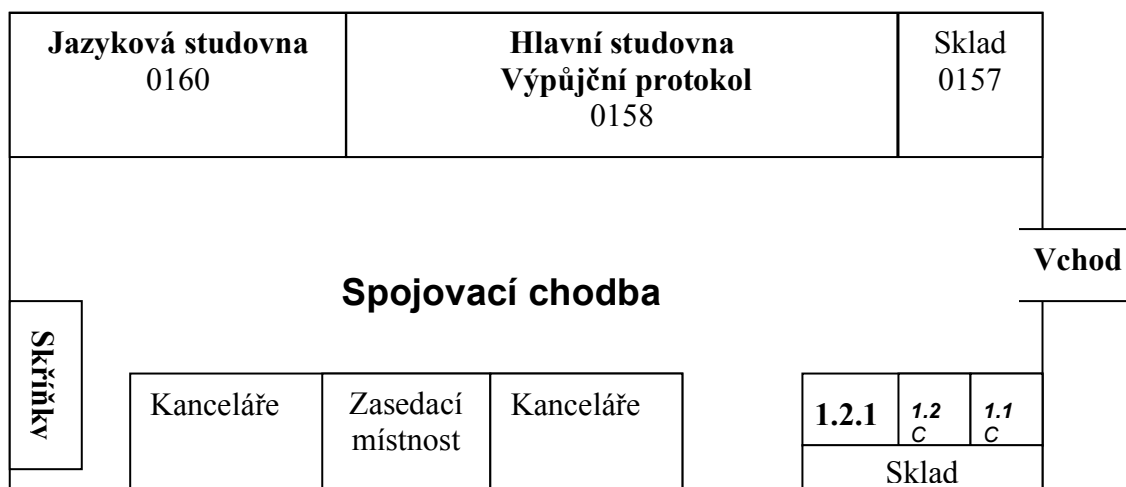 Jazyková studovna
0160
Hlavní studovna
Výpůjční protokol
0158
Sklad
0157
Vchod
Spojovací chodba
Skříňky
Kanceláře
Zasedací
místnost
Kanceláře
1.2.1
1.2
C
1.1
C
Sklad